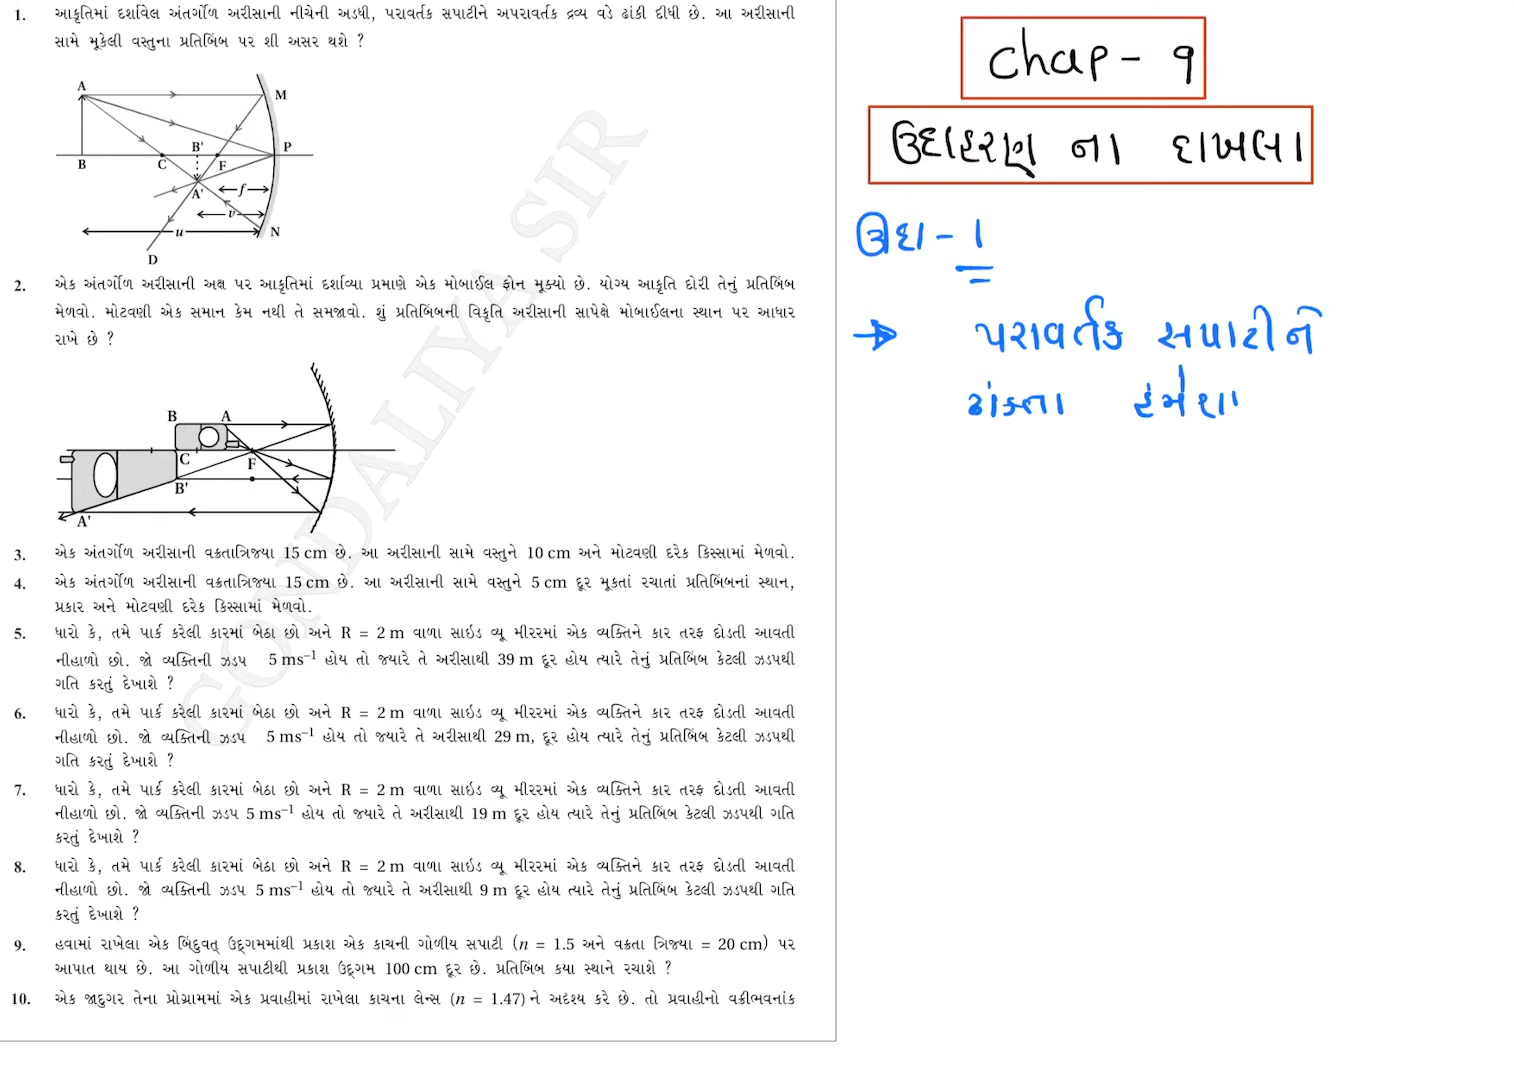 1. આકૃતિમાં દર્શાવેલ અંતર્ગોળ અરીસાની નીચેની અડધી, પરાવર્તક સપાટીને અપરાવર્તક દ્રવ્ય વડે ઢાંકી દીધી છે. આ અરીસાની
સામે મૂકેલી વસ્તુના પ્રતિબિંબ પર શી અસર થશે ?
A M
B C B' F P
A' f
v
u N
D
2. એક અંતર્ગોળ અરીસાની અક્ષ પર આકૃતિમાં દર્શાવ્યા પ્રમાણે એક મોબાઈલ ફોન મૂક્યો છે. યોગ્ય આકૃતિ દોરી તેનું પ્રતિબિંબ
મેળવો. મોટવણી એક સમાન કેમ નથી તે સમજાવો. શું પ્રતિબિંબની વિકૃતિ અરીસાની સાપેક્ષે મોબાઈલના સ્થાન પર આધાર
રાખે છે ?
B A
C F
B'
A'
3. એક અંતર્ગોળ અરીસાની વક્રતાત્રિજ્યા 15 cm છે. આ અરીસાની સામે વસ્તુને 10 cm અને મોટવણી દરેક કિસ્સામાં મેળવો.
4. એક અંતર્ગોળ અરીસાની વક્રતાત્રિજ્યા 15 cm છે. આ અરીસાની સામે વસ્તુને 5 cm દૂર મૂકતાં રચાતાં પ્રતિબિંબનાં સ્થાન,
પ્રકાર અને મોટવણી દરેક કિસ્સામાં મેળવો.
5. ધારો કે, તમે પાર્ક કરેલી કારમાં બેઠા છો અને R = 2 m વાળા સાઇડ વ્યૂ મીરરમાં એક વ્યક્તિને કાર તરફ દોડતી આવતી
નીહાળો છો. જો વ્યક્તિની ઝડપ 5 ms⁻¹ હોય તો જ્યારે તે અરીસાથી 39 m દૂર હોય ત્યારે તેનું પ્રતિબિંબ કેટલી ઝડપથી
ગતિ કરતું દેખાશે ?
6. ધારો કે, તમે પાર્ક કરેલી કારમાં બેઠા છો અને R = 2 m વાળા સાઇડ વ્યૂ મીરરમાં એક વ્યક્તિને કાર તરફ દોડતી આવતી
નીહાળો છો. જો વ્યક્તિની ઝડપ 5 ms⁻¹ હોય તો જ્યારે તે અરીસાથી 29 m, દૂર હોય ત્યારે તેનું પ્રતિબિંબ કેટલી ઝડપથી
ગતિ કરતું દેખાશે ?
7. ધારો કે, તમે પાર્ક કરેલી કારમાં બેઠા છો અને R = 2 m વાળા સાઇડ વ્યૂ મીરરમાં એક વ્યક્તિને કાર તરફ દોડતી આવતી
નીહાળો છો. જો વ્યક્તિની ઝડપ 5 ms⁻¹ હોય તો જ્યારે તે અરીસાથી 19 m દૂર હોય ત્યારે તેનું પ્રતિબિંબ કેટલી ઝડપથી ગતિ
કરતું દેખાશે ?
8. ધારો કે, તમે પાર્ક કરેલી કારમાં બેઠા છો અને R = 2 m વાળા સાઇડ વ્યૂ મીરરમાં એક વ્યક્તિને કાર તરફ દોડતી આવતી
નીહાળો છો. જો વ્યક્તિની ઝડપ 5 ms⁻¹ હોય તો જ્યારે તે અરીસાથી 9 m દૂર હોય ત્યારે તેનું પ્રતિબિંબ કેટલી ઝડપથી ગતિ
કરતું દેખાશે ?
9. હવામાં રાખેલા એક બિંદુવત્ ઉદ્ગમમાંથી પ્રકાશ એક કાચની ગોળીય સપાટી (n = 1.5 અને વક્રતા ત્રિજ્યા = 20 cm) પર
આપાત થાય છે. આ ગોળીય સપાટીથી પ્રકાશ ઉદ્ગમ 100 cm દૂર છે. પ્રતિબિંબ કયા સ્થાને રચાશે ?
10. એક જાદુગર તેના પ્રોગ્રામમાં એક પ્રવાહીમાં રાખેલા કાચના લેન્સ (n = 1.47) ને અદૃશ્ય કરે છે. તો પ્રવાહીનો વક્રીભવનાંક
GONDALIYA SIR
Chap - ૧
ઉદાહરણ ના દાખલા
ઉદા - 1
→ પરાવર્તક સપાટીને
ઢાંકતા હંમેશા